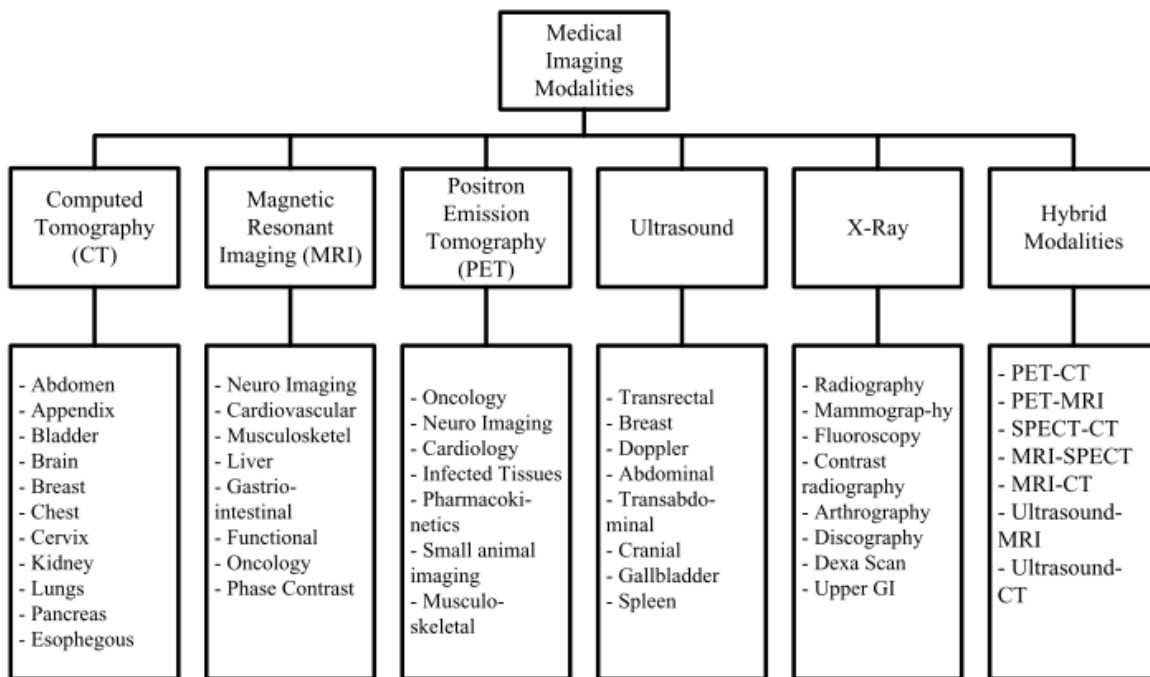 Medical
Imaging
Modalities
Computed
Tomography
(CT)
Magnetic
Resonant
Imaging (MRI)
Positron
Emission
Tomography
(PET)
Ultrasound
X-Ray
Hybrid
Modalities
- Abdomen
- Appendix
- Bladder
- Brain
- Breast
- Chest
- Cervix
- Kidney
- Lungs
- Pancreas
- Esophegous
- Neuro Imaging
- Cardiovascular
- Musculosketel
- Liver
- Gastrio-
intestinal
- Functional
- Oncology
- Phase Contrast
- Oncology
- Neuro Imaging
- Cardiology
- Infected Tissues
- Pharmacoki-
netics
- Small animal
imaging
- Musculo-
skeletal
- Transrectal
- Breast
- Doppler
- Abdominal
- Transabdo-
minal
- Cranial
- Gallbladder
- Spleen
- Radiography
- Mammograp-hy
- Fluoroscopy
- Contrast
radiography
- Arthrography
- Discography
- Dexa Scan
- Upper GI
- PET-CT
- PET-MRI
- SPECT-CT
- MRI-SPECT
- MRI-CT
- Ultrasound-
MRI
- Ultrasound-
CT